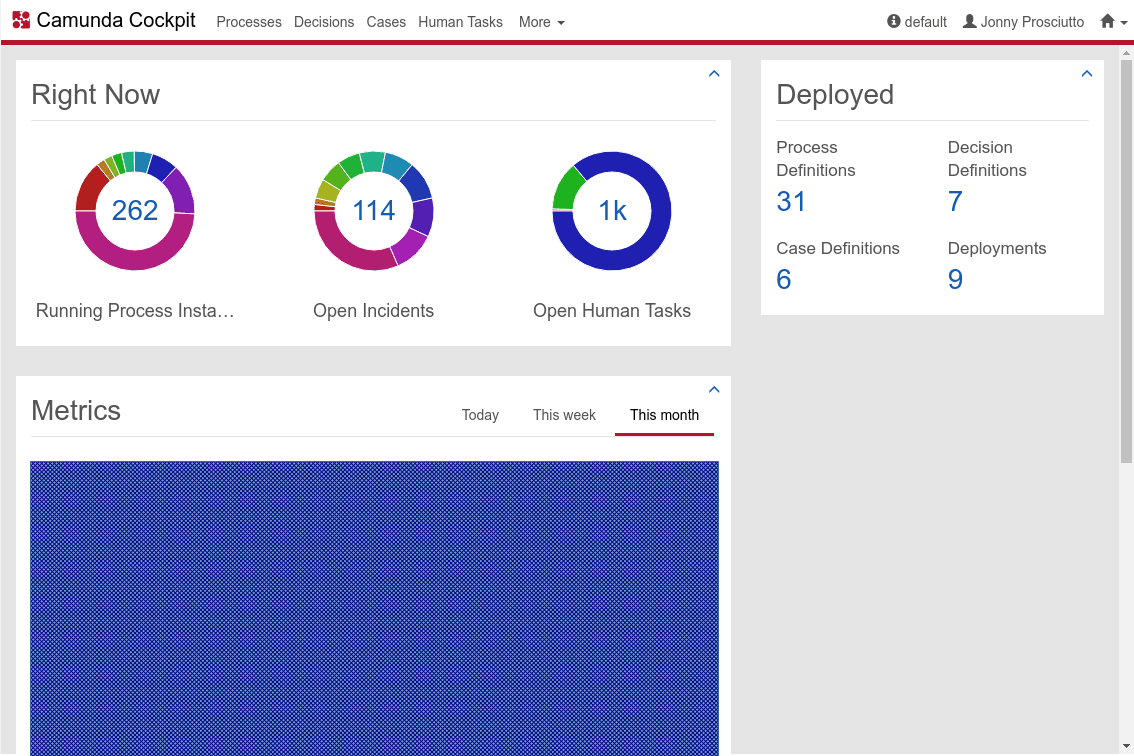 Camunda Cockpit Processes Decisions Cases Human Tasks More default Jonny Prosciutto
Right Now
262
114
1k
Running Process Insta…
Open Incidents
Open Human Tasks
Deployed
Process Definitions
31
Decision Definitions
7
Case Definitions
6
Deployments
9
Metrics
Today This week This month